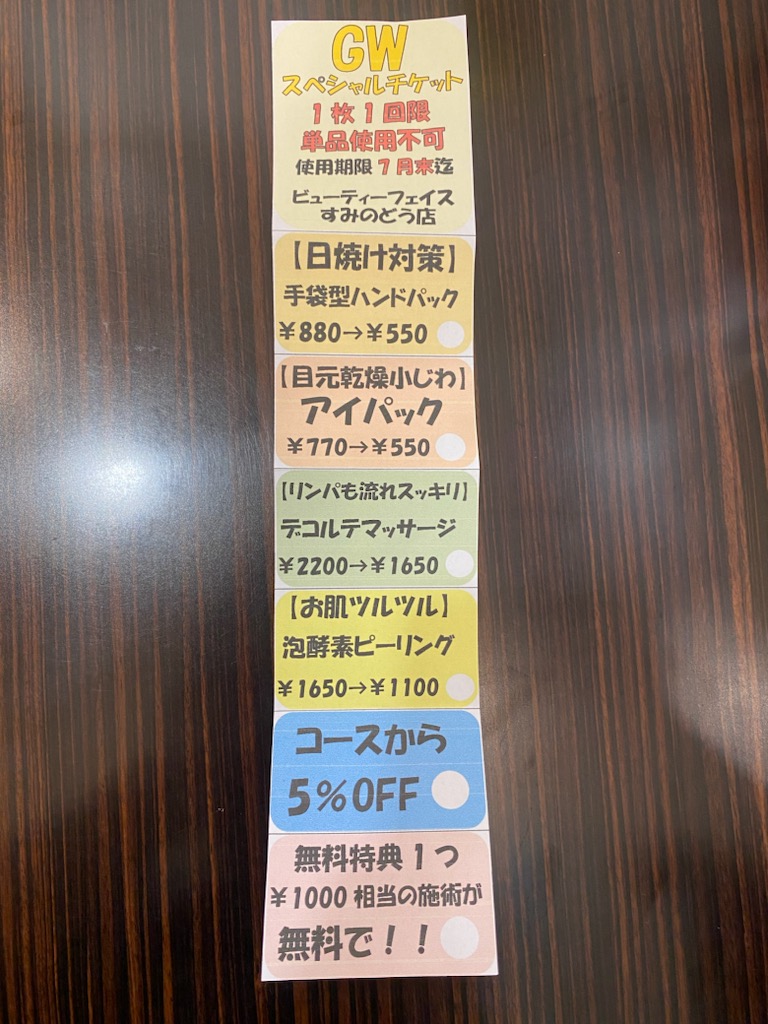 GW
スペシャルチケット
1枚1回限
単品使用不可
使用期限7月末迄
ビューティーフェイス
すみのどう店
【日焼け対策】
手袋型ハンドパック
¥880→¥550
【目元乾燥小じわ】
アイパック
¥770→¥550
【リンパも流れスッキリ】
デコルテマッサージ
¥2200→¥1650
【お肌ツルツル】
泡酵素ピーリング
¥1650→¥1100
コースから
5%OFF
無料特典1つ
¥1000相当の施術が
無料で!!